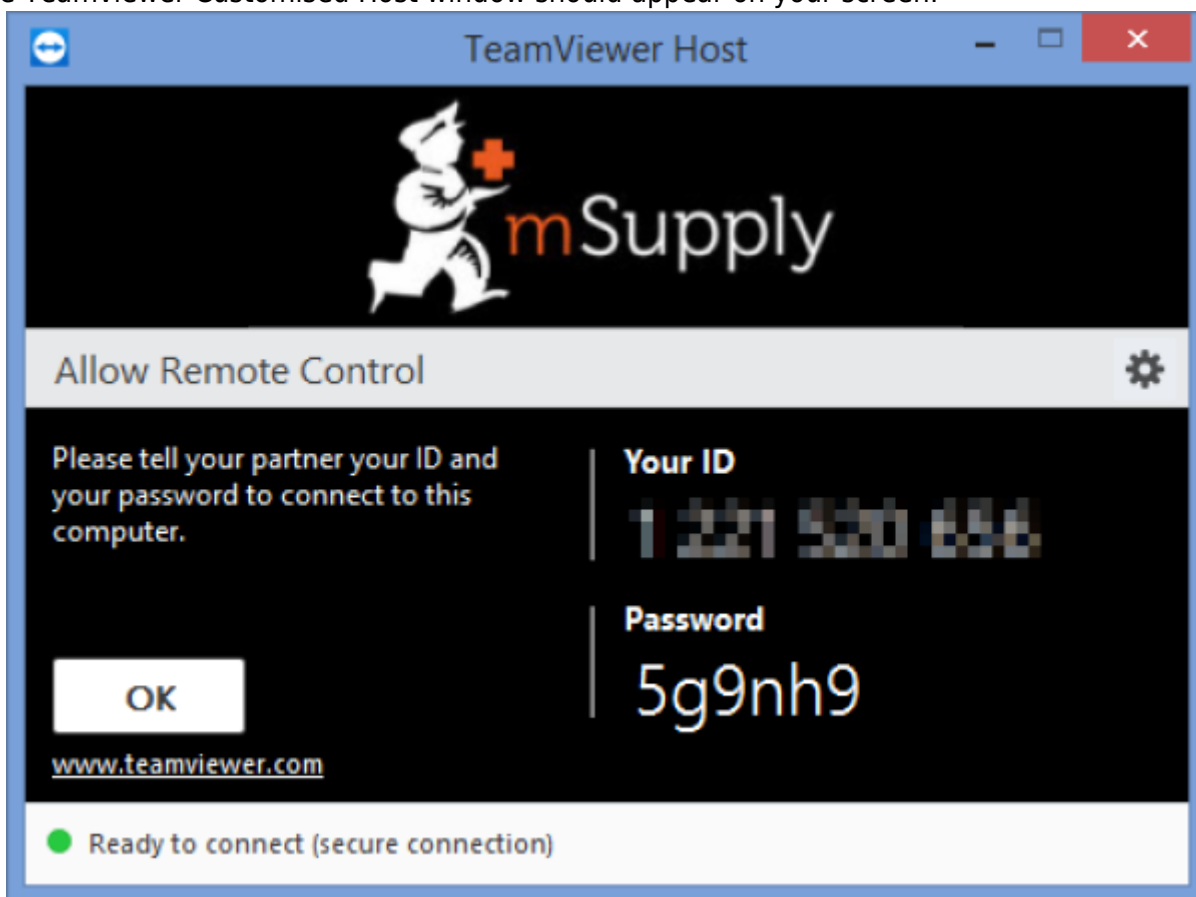 e TeamViewer Customised Host window should appear on your screen.
TeamViewer Host
mSupply
Allow Remote Control
Please tell your partner your ID and
your password to connect to this
computer.
Your ID
Password
5g9nh9
OK
www.teamviewer.com
Ready to connect (secure connection)